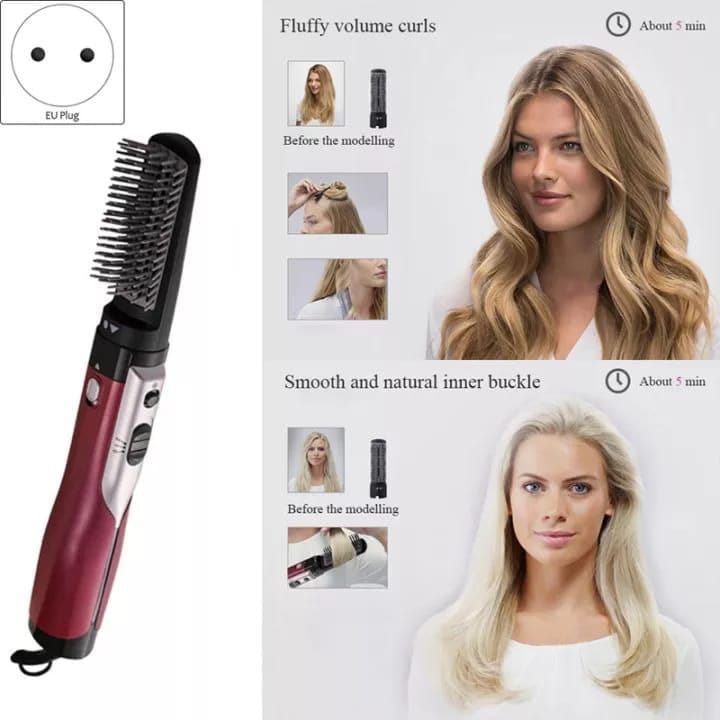 EU Plug
Fluffy volume curls
About 5 min
Before the modelling
Smooth and natural inner buckle
About 5 min
Before the modelling